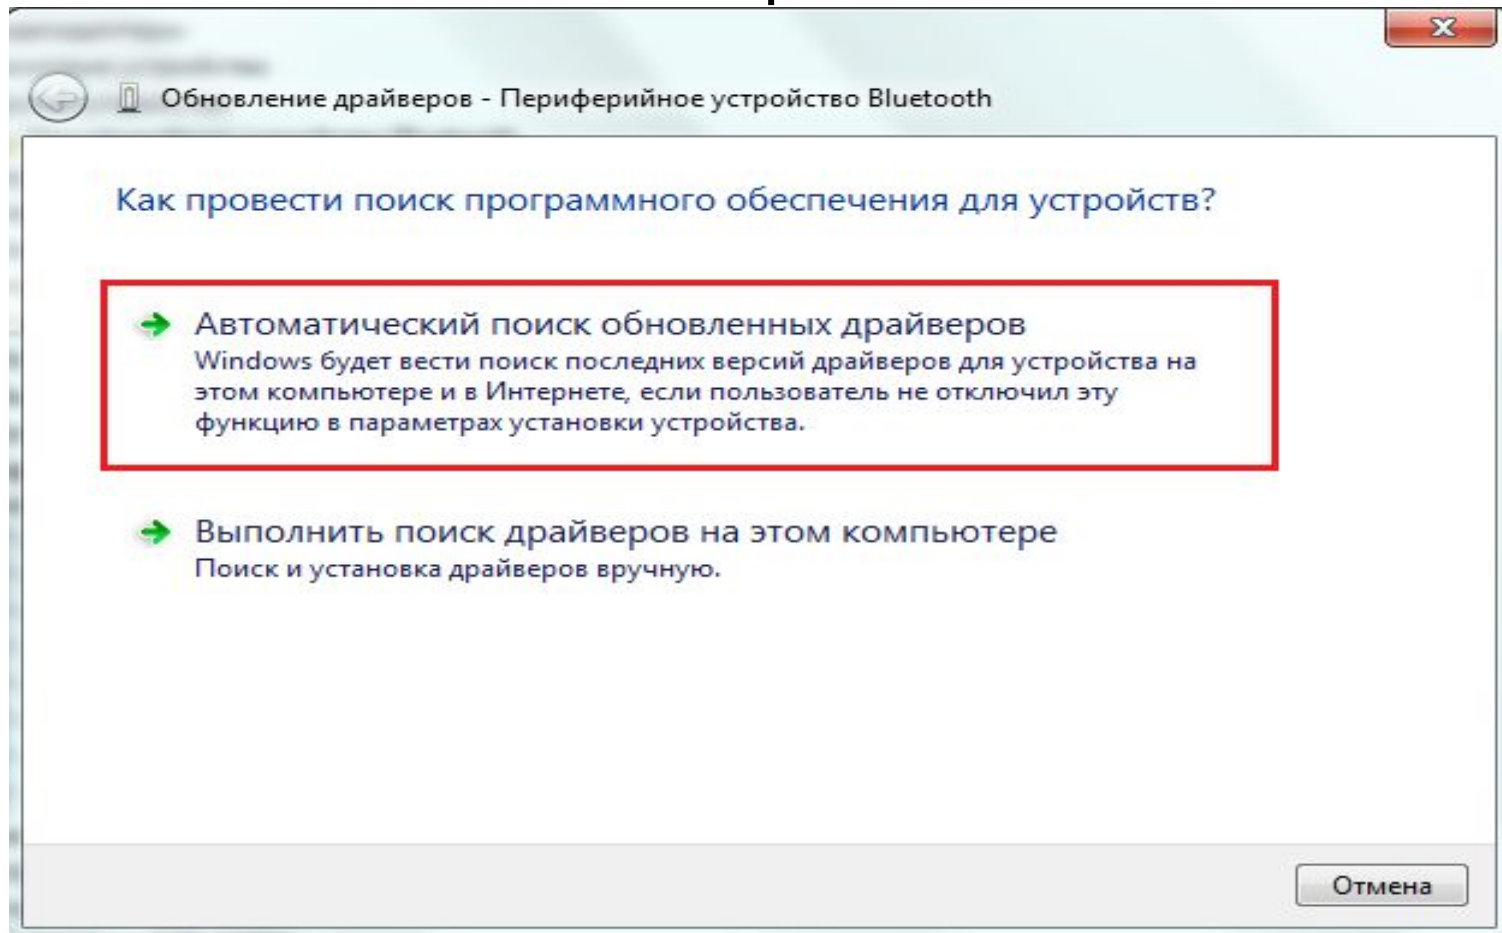 Обновление драйверов - Периферийное устройство Bluetooth
Как провести поиск программного обеспечения для устройств?
Автоматический поиск обновленных драйверов
Windows будет вести поиск последних версий драйверов для устройства на
этом компьютере и в Интернете, если пользователь не отключил эту
функцию в параметрах установки устройства.
Выполнить поиск драйверов на этом компьютере
Поиск и установка драйверов вручную.
Отмена